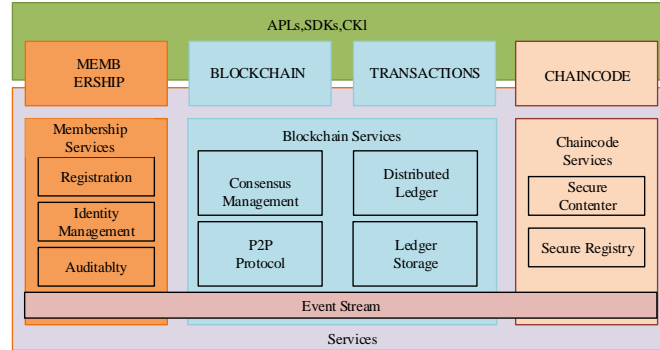 APLs,SDKs,CKl
MEMB
ERSHIP
BLOCKCHAIN
TRANSACTIONS
CHAINCODE
Membership
Services
Registration
Identity
Management
Auditablty
Blockchain Services
Consensus
Management
Distributed
Ledger
P2P
Protocol
Ledger
Storage
Chaincode
Services
Secure
Contenter
Secure Registry
Event Stream
Services